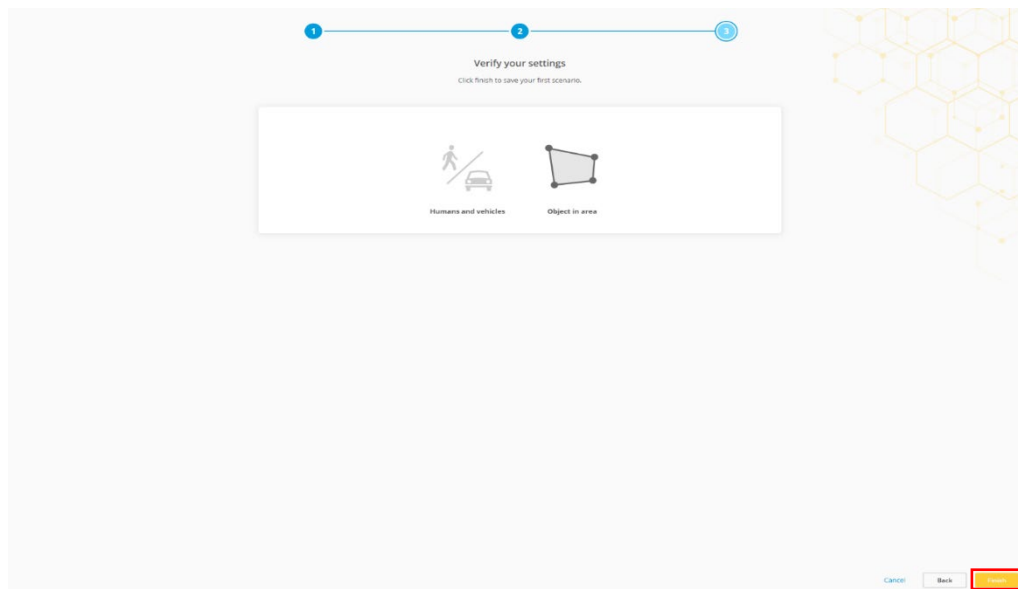 1 2 3
Verify your settings
Click finish to save your first scenario.
Humans and vehicles Object in area
Cancel Back Finish